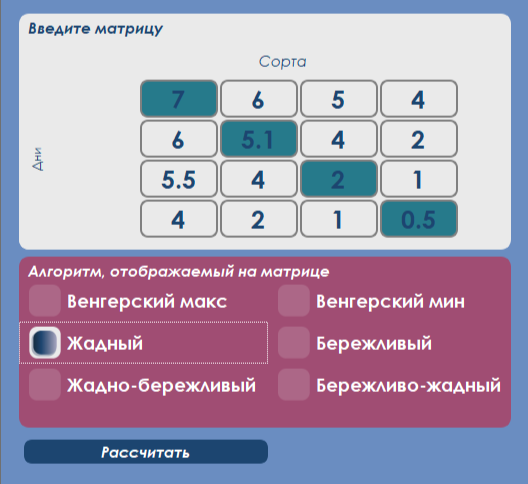 Введите матрицу
Сорта
Дни
7 6 5 4
6 5.1 4 2
5.5 4 2 1
4 2 1 0.5
Алгоритм, отображаемый на матрице
Венгерский макс Венгерский мин
Жадный Бережливый
Жадно-бережливый Бережливо-жадный
Рассчитать